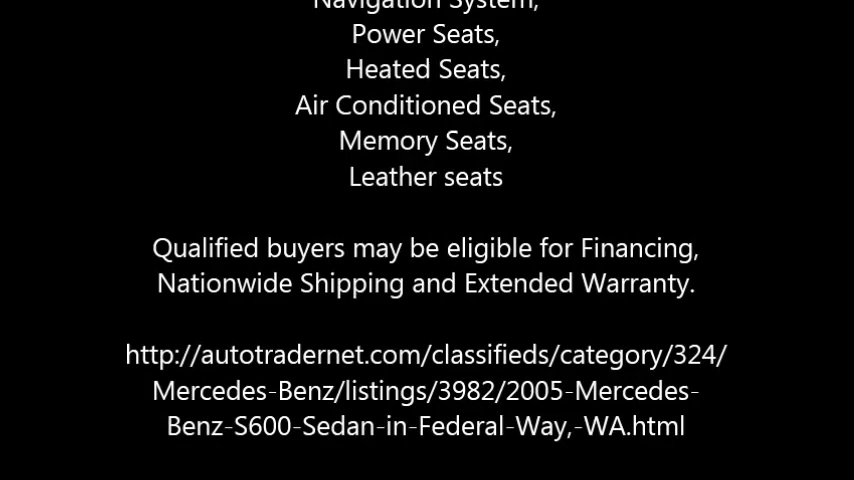 Navigation System,
Power Seats,
Heated Seats,
Air Conditioned Seats,
Memory Seats,
Leather seats
Qualified buyers may be eligible for Financing,
Nationwide Shipping and Extended Warranty.
http://autotradernet.com/classifieds/category/324/
Mercedes-Benz/listings/3982/2005-Mercedes-
Benz-S600-Sedan-in-Federal-Way,-WA.html